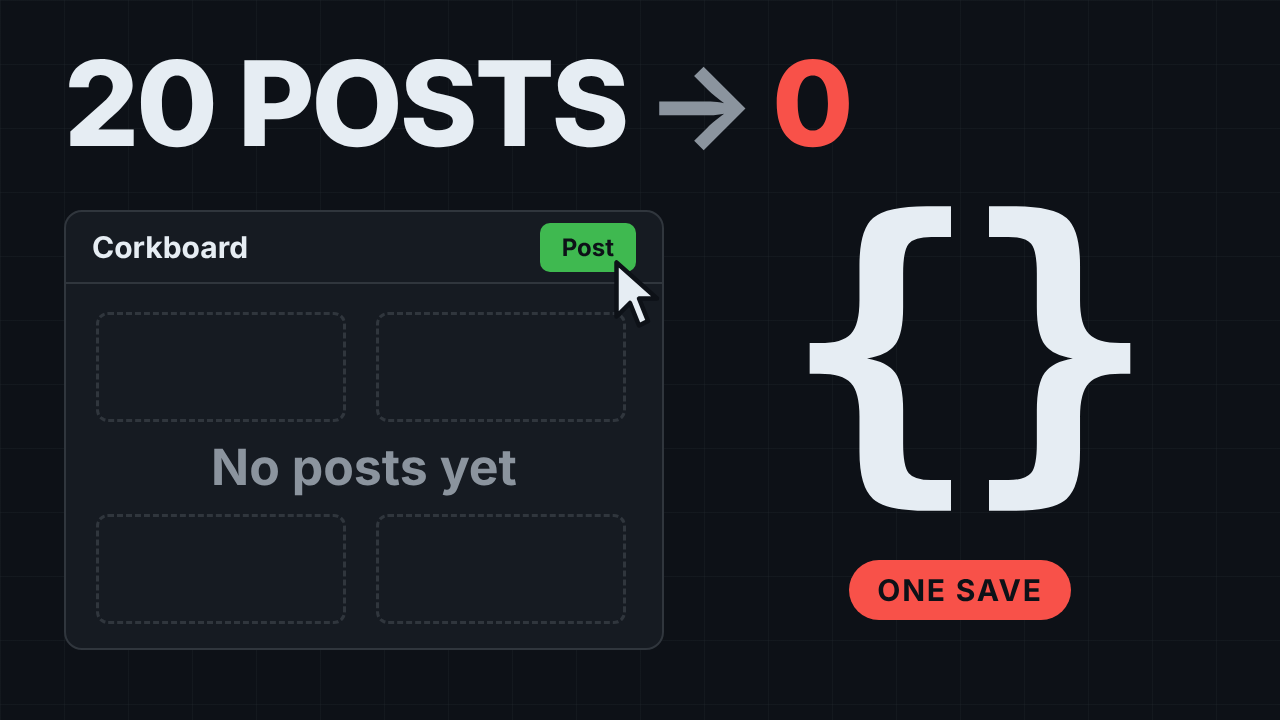 20 POSTS → 0
Corkboard
Post
No posts yet
{}
ONE SAVE